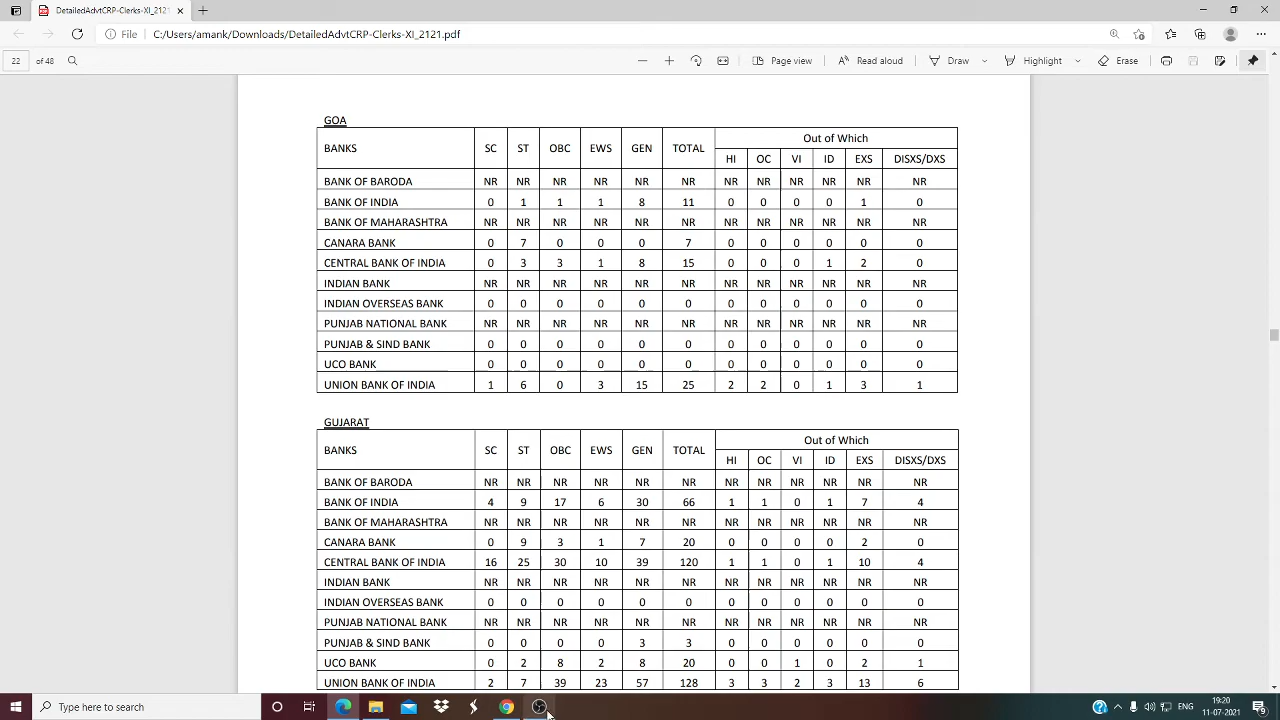 DetailedAdvtCRP-Clerks-XI_2121.p
File C:/Users/amank/Downloads/DetailedAdvtCRP-Clerks-XI_2121.pdf
22 of 48 Page view Read aloud Draw Highlight Erase
GOA
BANKS SC ST OBC EWS GEN TOTAL Out of Which
HI OC VI ID EXS DISXS/DXS
BANK OF BARODA NR NR NR NR NR NR NR NR NR NR NR NR
BANK OF INDIA 0 1 1 1 8 11 0 0 0 0 1 0
BANK OF MAHARASHTRA NR NR NR NR NR NR NR NR NR NR NR NR
CANARA BANK 0 7 0 0 0 7 0 0 0 0 0 0
CENTRAL BANK OF INDIA 0 3 3 1 8 15 0 0 0 1 2 0
INDIAN BANK NR NR NR NR NR NR NR NR NR NR NR NR
INDIAN OVERSEAS BANK 0 0 0 0 0 0 0 0 0 0 0 0
PUNJAB NATIONAL BANK NR NR NR NR NR NR NR NR NR NR NR NR
PUNJAB & SIND BANK 0 0 0 0 0 0 0 0 0 0 0 0
UCO BANK 0 0 0 0 0 0 0 0 0 0 0 0
UNION BANK OF INDIA 1 6 0 3 15 25 2 2 0 1 3 1
GUJARAT
BANKS SC ST OBC EWS GEN TOTAL Out of Which
HI OC VI ID EXS DISXS/DXS
BANK OF BARODA NR NR NR NR NR NR NR NR NR NR NR NR
BANK OF INDIA 4 9 17 6 30 66 1 1 0 1 7 4
BANK OF MAHARASHTRA NR NR NR NR NR NR NR NR NR NR NR NR
CANARA BANK 0 9 3 1 7 20 0 0 0 0 2 0
CENTRAL BANK OF INDIA 16 25 30 10 39 120 1 1 0 1 10 4
INDIAN BANK NR NR NR NR NR NR NR NR NR NR NR NR
INDIAN OVERSEAS BANK 0 0 0 0 0 0 0 0 0 0 0 0
PUNJAB NATIONAL BANK NR NR NR NR NR NR NR NR NR NR NR NR
PUNJAB & SIND BANK 0 0 0 0 3 3 0 0 0 0 0 0
UCO BANK 0 2 8 2 8 20 0 0 1 0 2 1
UNION BANK OF INDIA 2 7 39 23 57 128 3 3 2 3 13 6
Type here to search ENG 19:20
11-07-2021